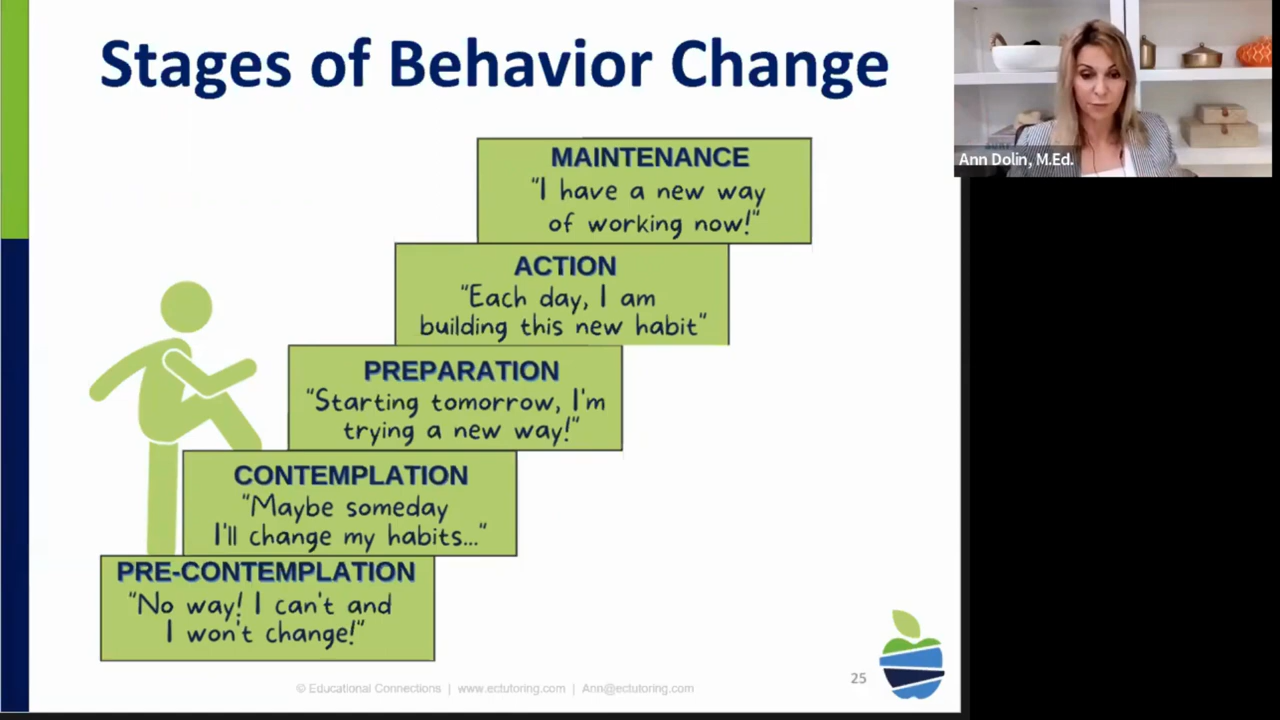 Stages of Behavior Change
Ann Dolin, M.Ed.
MAINTENANCE
"I have a new way
of working now!"
ACTION
"Each day, I am
building this new habit"
PREPARATION
"Starting tomorrow, I'm
trying a new way!"
CONTEMPLATION
"Maybe someday
I'll change my habits..."
PRE-CONTEMPLATION
"No way! I can't and
I won't change!"
© Educational Connections | www.ectutoring.com | Ann@ectutoring.com
25